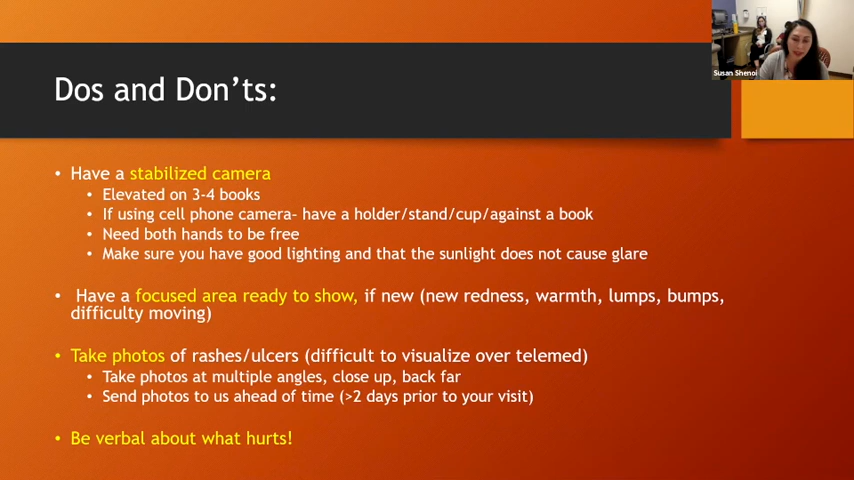 Susan Shenoi
Dos and Don'ts:
• Have a stabilized camera
• Elevated on 3-4 books
• If using cell phone camera- have a holder/stand/cup/against a book
• Need both hands to be free
• Make sure you have good lighting and that the sunlight does not cause glare
• Have a focused area ready to show, if new (new redness, warmth, lumps, bumps,
difficulty moving)
• Take photos of rashes/ulcers (difficult to visualize over telemed)
• Take photos at multiple angles, close up, back far
• Send photos to us ahead of time (>2 days prior to your visit)
• Be verbal about what hurts!